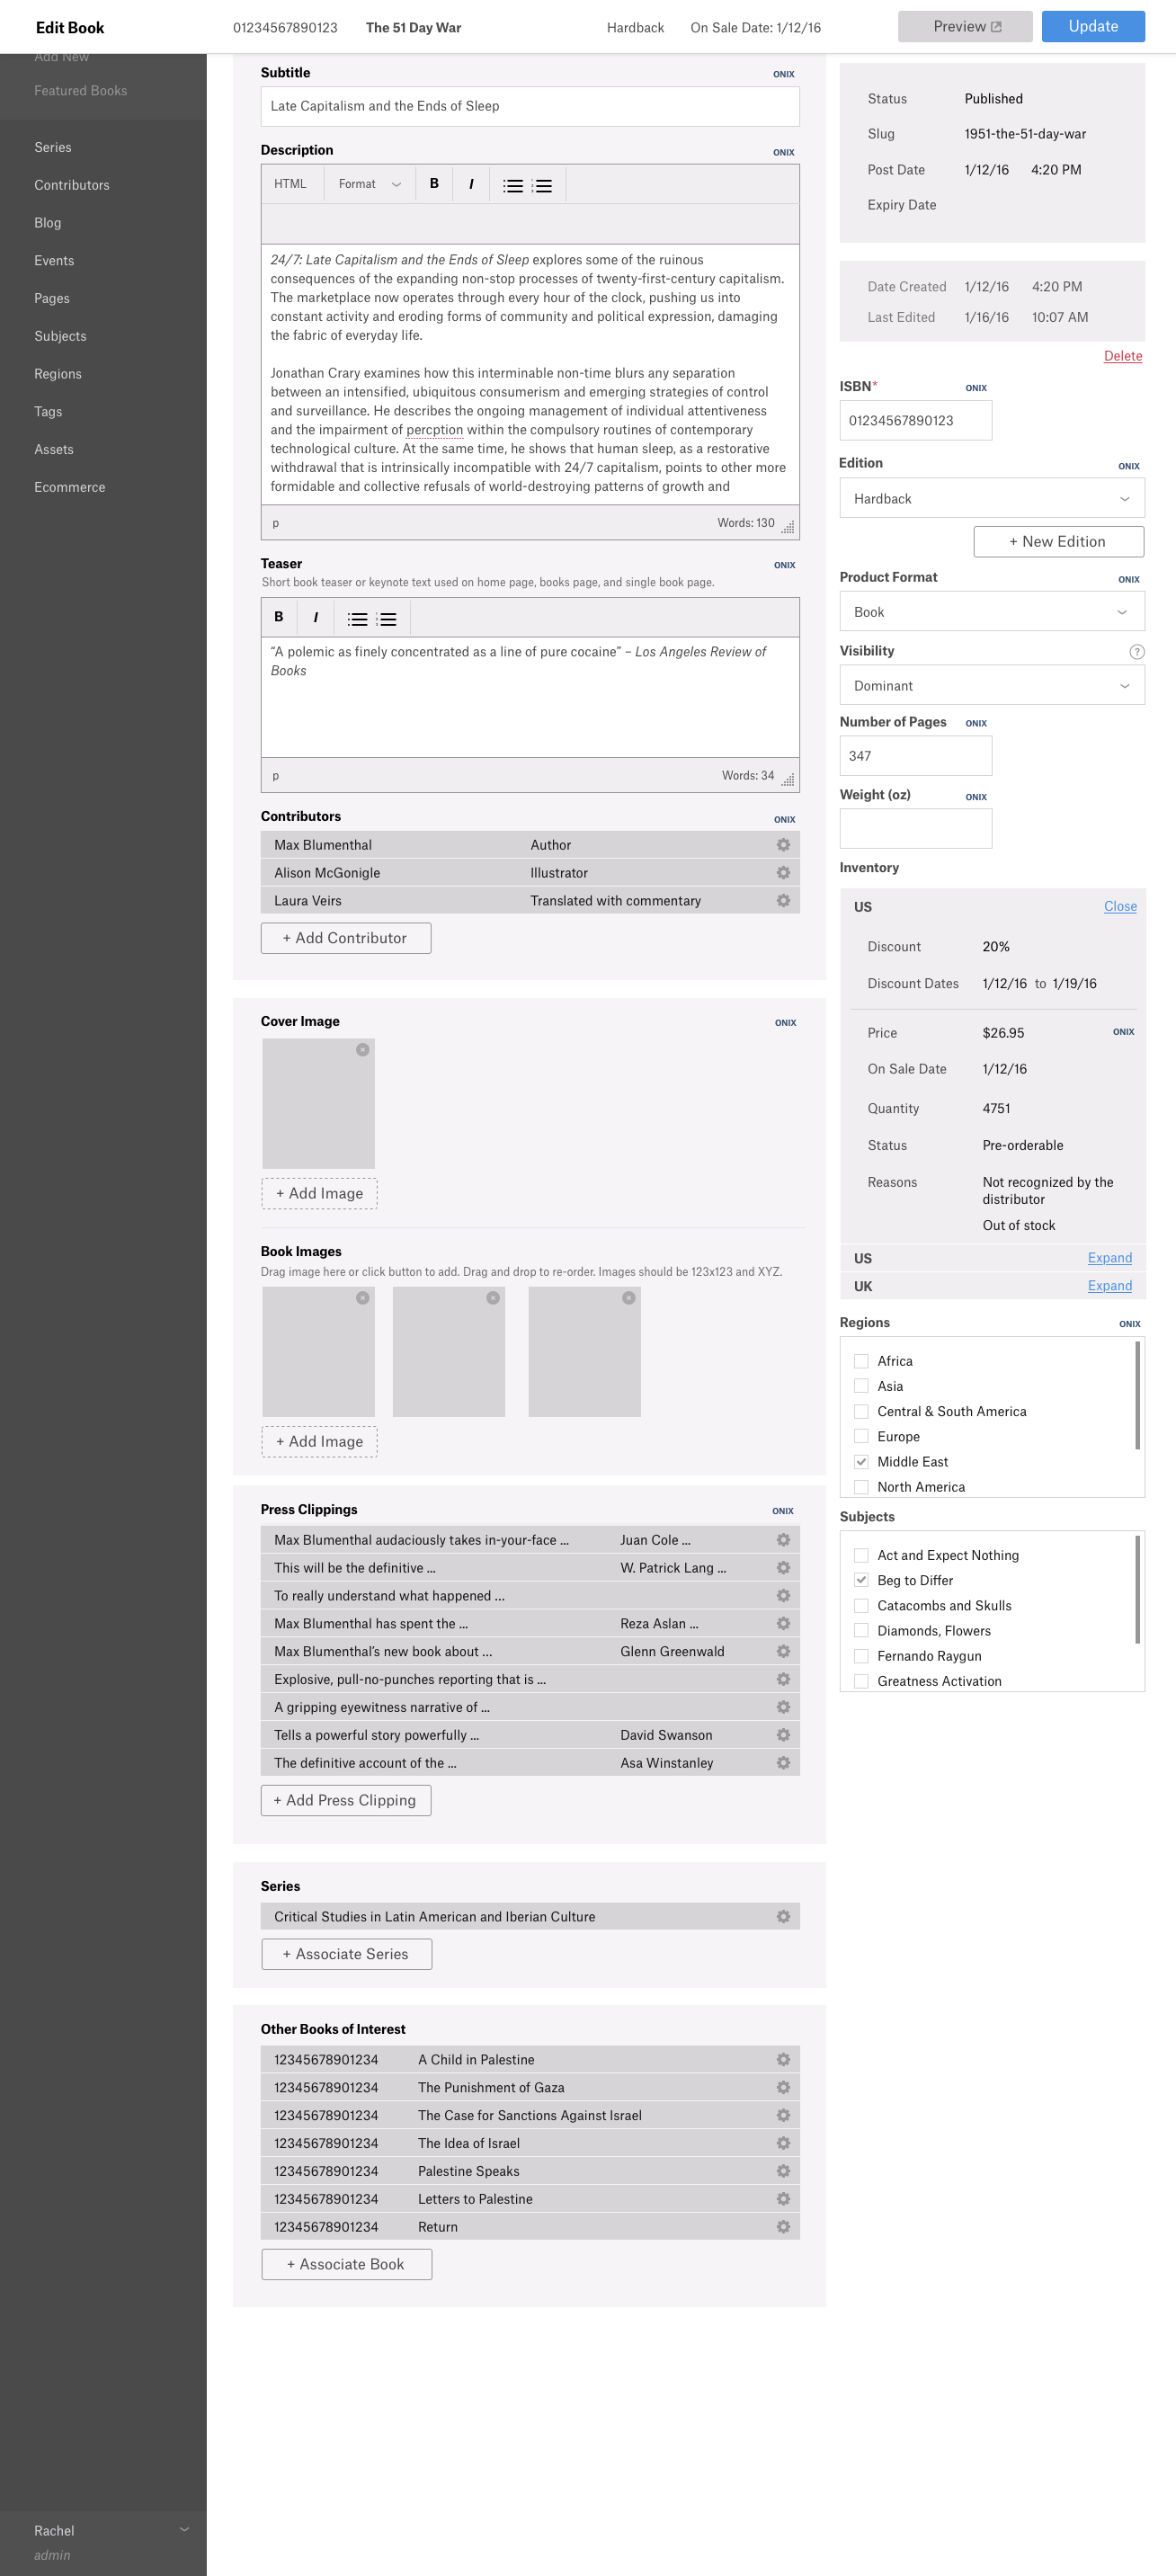 Edit Book
01234567890123 The 51 Day War Hardback On Sale Date: 1/12/16 Preview Update
Add New
Featured Books
Series
Contributors
Blog
Events
Pages
Subjects
Regions
Tags
Assets
Ecommerce
Rachel
admin
Subtitle ONIX
Late Capitalism and the Ends of Sleep
Description ONIX
HTML Format B I
24/7: Late Capitalism and the Ends of Sleep explores some of the ruinous
consequences of the expanding non-stop processes of twenty-first-century capitalism.
The marketplace now operates through every hour of the clock, pushing us into
constant activity and eroding forms of community and political expression, damaging
the fabric of everyday life.
Jonathan Crary examines how this interminable non-time blurs any separation
between an intensified, ubiquitous consumerism and emerging strategies of control
and surveillance. He describes the ongoing management of individual attentiveness
and the impairment of percption within the compulsory routines of contemporary
technological culture. At the same time, he shows that human sleep, as a restorative
withdrawal that is intrinsically incompatible with 24/7 capitalism, points to other more
formidable and collective refusals of world-destroying patterns of growth and
p Words: 130
Teaser ONIX
Short book teaser or keynote text used on home page, books page, and single book page.
B I
“A polemic as finely concentrated as a line of pure cocaine” – Los Angeles Review of
Books
p Words: 34
Contributors ONIX
Max Blumenthal Author
Alison McGonigle Illustrator
Laura Veirs Translated with commentary
+ Add Contributor
Cover Image ONIX
+ Add Image
Book Images
Drag image here or click button to add. Drag and drop to re-order. Images should be 123x123 and XYZ.
+ Add Image
Press Clippings ONIX
Max Blumenthal audaciously takes in-your-face ... Juan Cole ...
This will be the definitive ... W. Patrick Lang ...
To really understand what happened ...
Max Blumenthal has spent the ... Reza Aslan ...
Max Blumenthal’s new book about ... Glenn Greenwald
Explosive, pull-no-punches reporting that is ...
A gripping eyewitness narrative of ...
Tells a powerful story powerfully ... David Swanson
The definitive account of the ... Asa Winstanley
+ Add Press Clipping
Series
Critical Studies in Latin American and Iberian Culture
+ Associate Series
Other Books of Interest
12345678901234 A Child in Palestine
12345678901234 The Punishment of Gaza
12345678901234 The Case for Sanctions Against Israel
12345678901234 The Idea of Israel
12345678901234 Palestine Speaks
12345678901234 Letters to Palestine
12345678901234 Return
+ Associate Book
Status Published
Slug 1951-the-51-day-war
Post Date 1/12/16 4:20 PM
Expiry Date
Date Created 1/12/16 4:20 PM
Last Edited 1/16/16 10:07 AM
Delete
ISBN* ONIX
01234567890123
Edition ONIX
Hardback
+ New Edition
Product Format ONIX
Book
Visibility ?
Dominant
Number of Pages ONIX
347
Weight (oz) ONIX
Inventory
US Close
Discount 20%
Discount Dates 1/12/16 to 1/19/16
Price $26.95 ONIX
On Sale Date 1/12/16
Quantity 4751
Status Pre-orderable
Reasons Not recognized by the
distributor
Out of stock
US Expand
UK Expand
Regions ONIX
Africa
Asia
Central & South America
Europe
Middle East
North America
Subjects
Act and Expect Nothing
Beg to Differ
Catacombs and Skulls
Diamonds, Flowers
Fernando Raygun
Greatness Activation